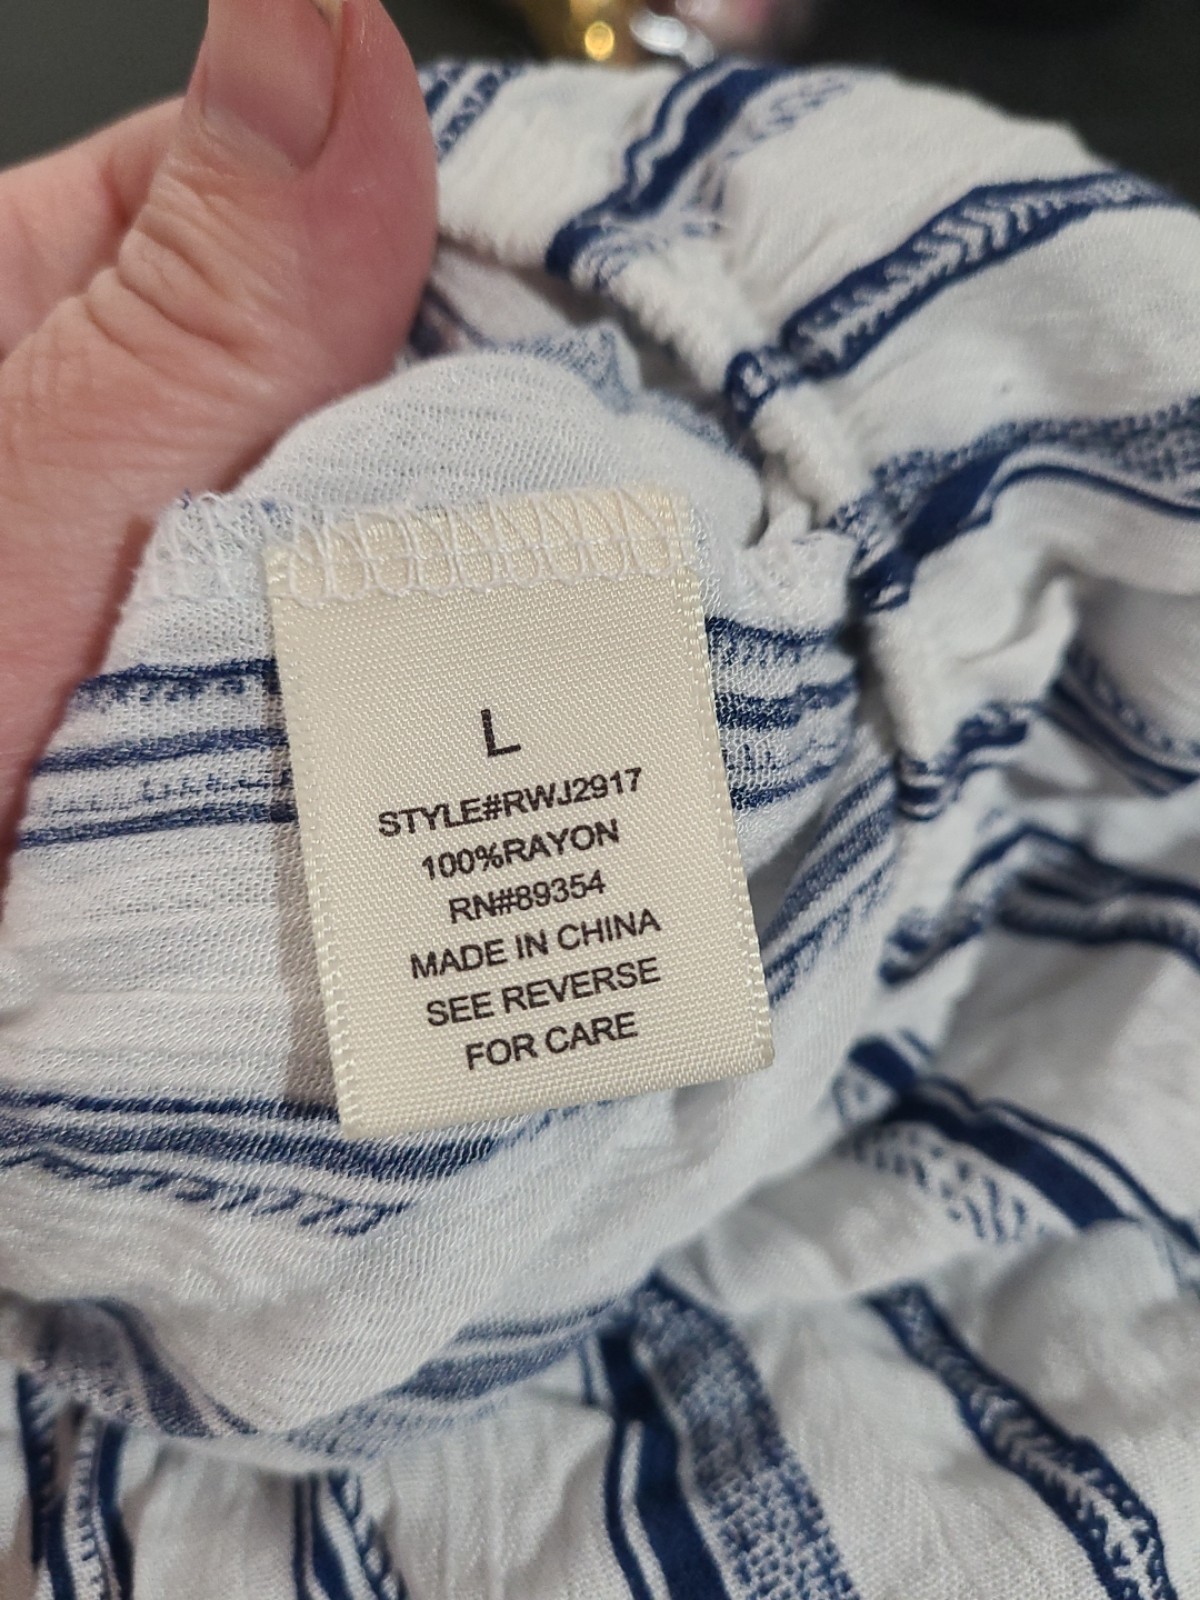 L
STYLE#RWJ2917
100%RAYON
RN#89354
MADE IN CHINA
SEE REVERSE
FOR CARE